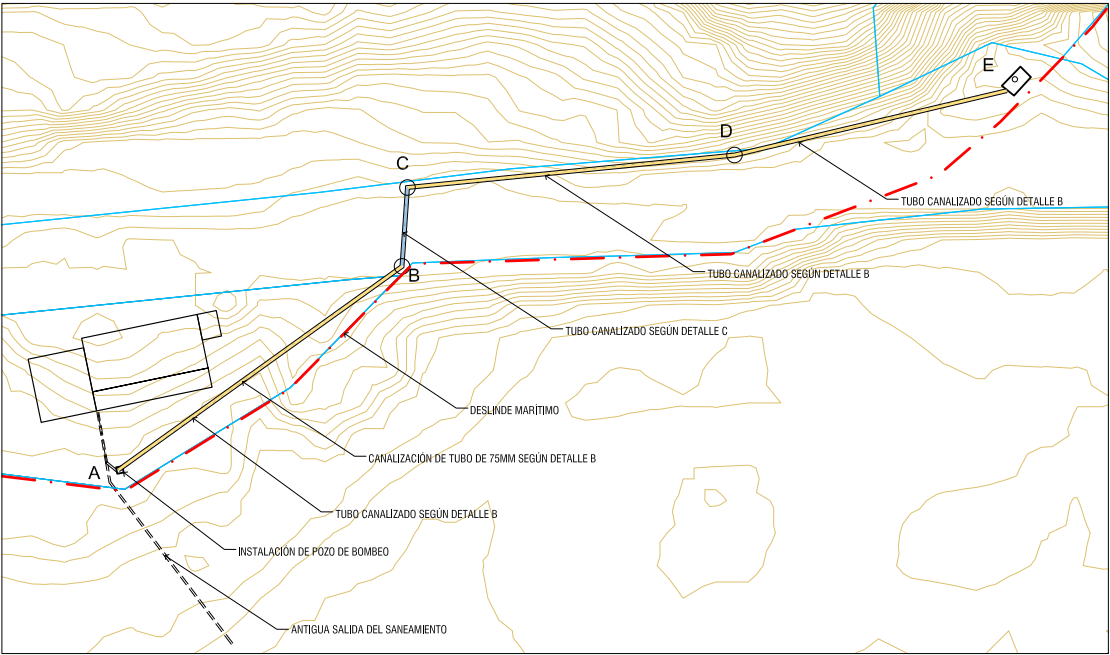 E
D
C
TUBO CANALIZADO SEGÚN DETALLE B
B
TUBO CANALIZADO SEGÚN DETALLE B
TUBO CANALIZADO SEGÚN DETALLE C
DESLINDE MARÍTIMO
CANALIZACIÓN DE TUBO DE 75MM SEGÚN DETALLE B
A
TUBO CANALIZADO SEGÚN DETALLE B
INSTALACIÓN DE POZO DE BOMBEO
ANTIGUA SALIDA DEL SANEAMIENTO